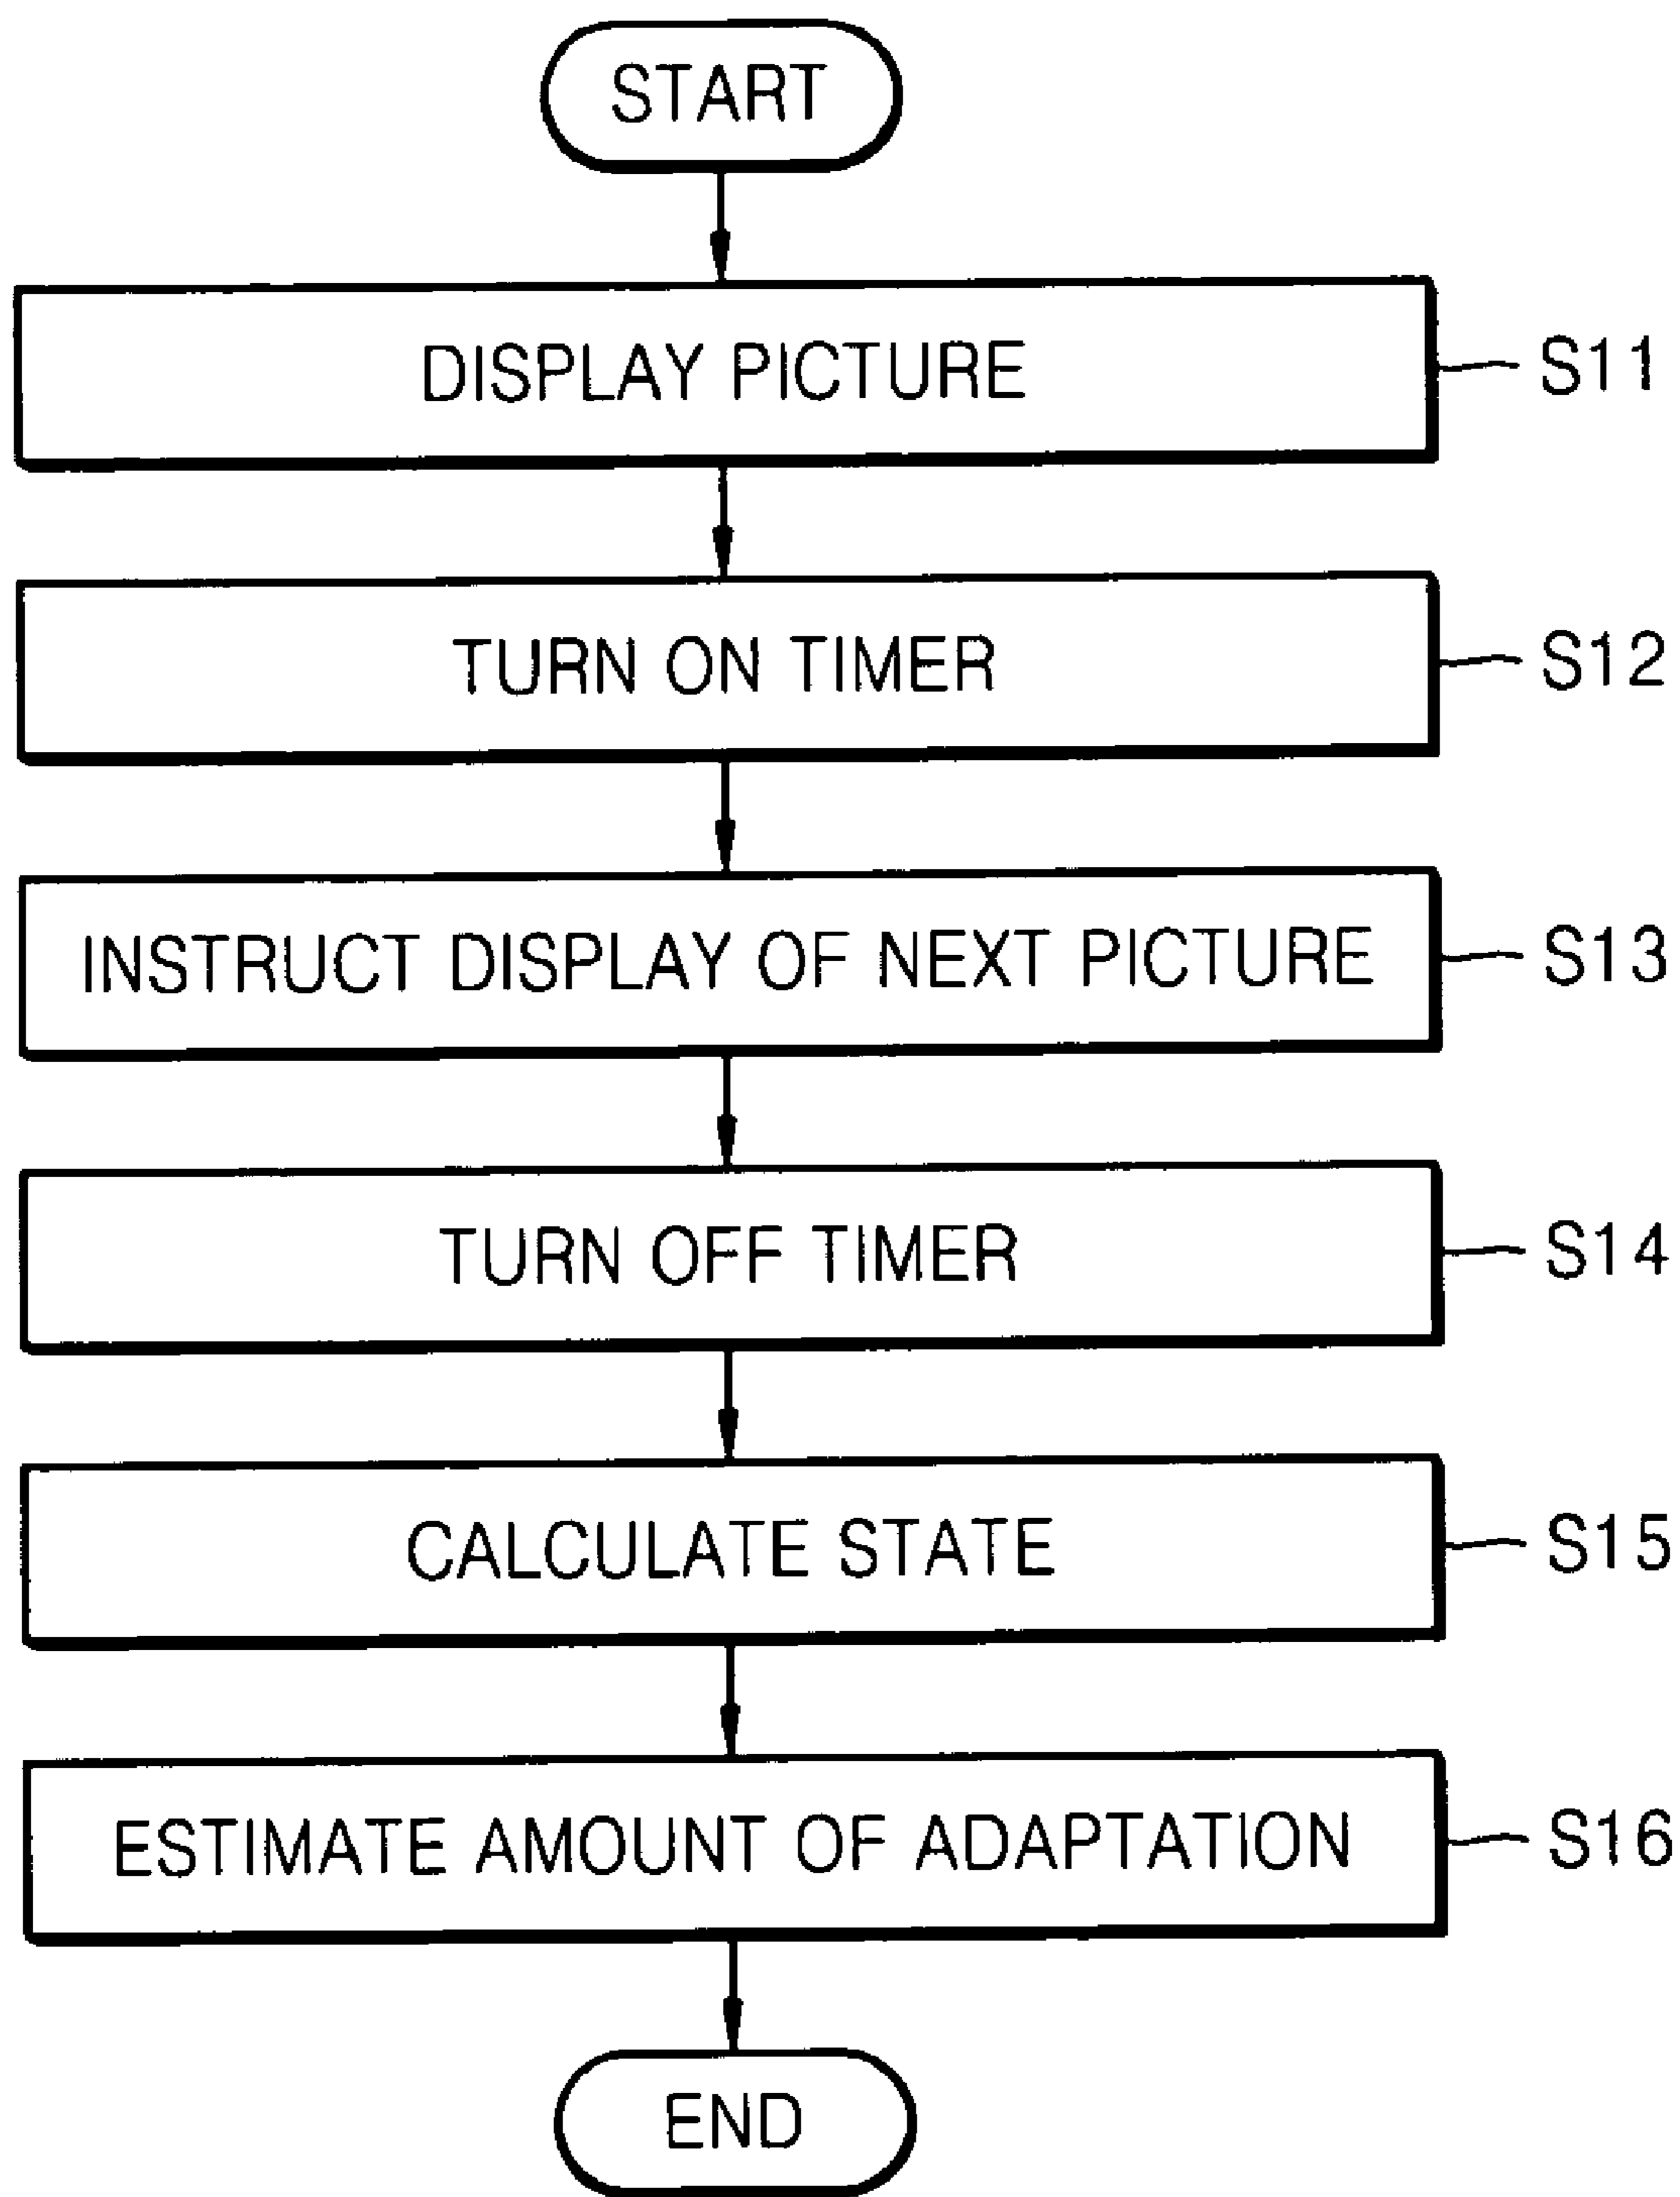 START
DISPLAY PICTURE
S11
TURN ON TIMER
S12
INSTRUCT DISPLAY OF NEXT PICTURE
S13
TURN OFF TIMER
S14
CALCULATE STATE
S15
ESTIMATE AMOUNT OF ADAPTATION
S16
END